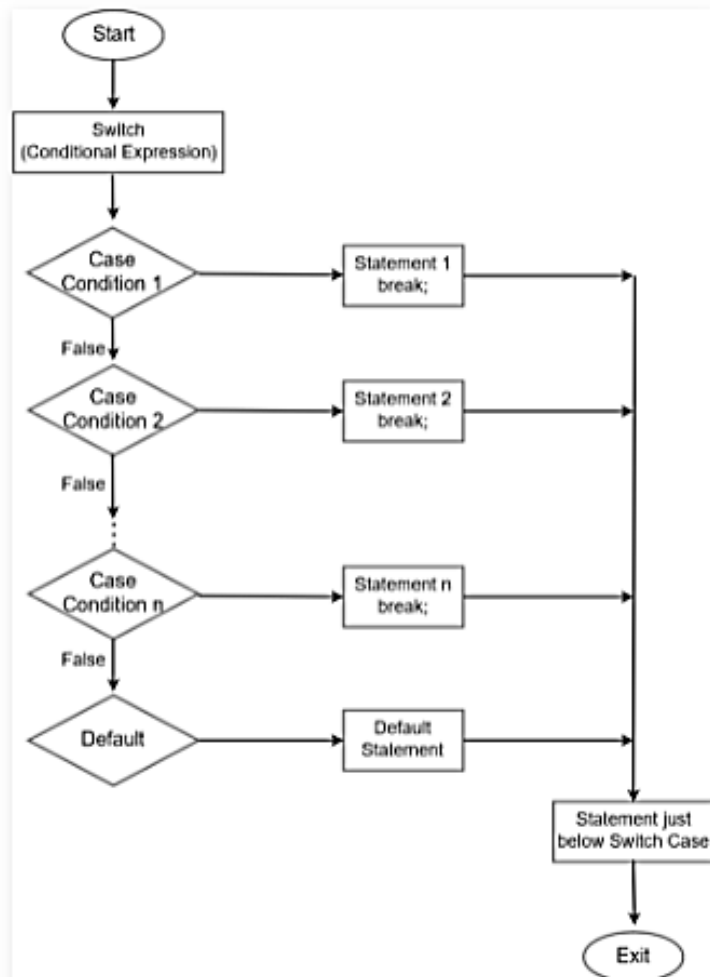 Start
Switch
(Conditional Expression)
Case
Condition 1
Statement 1
break;
False
Case
Condition 2
Statement 2
break;
False
Case
Condition n
Statement n
break;
False
Default
Default
Statement
Statement just
below Switch Case
Exit